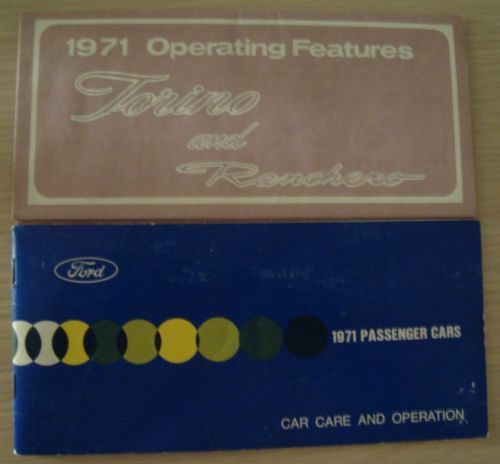 1971 Operating Features
Torino
and
Ranchero
Ford
1971 PASSENGER CARS
CAR CARE AND OPERATION